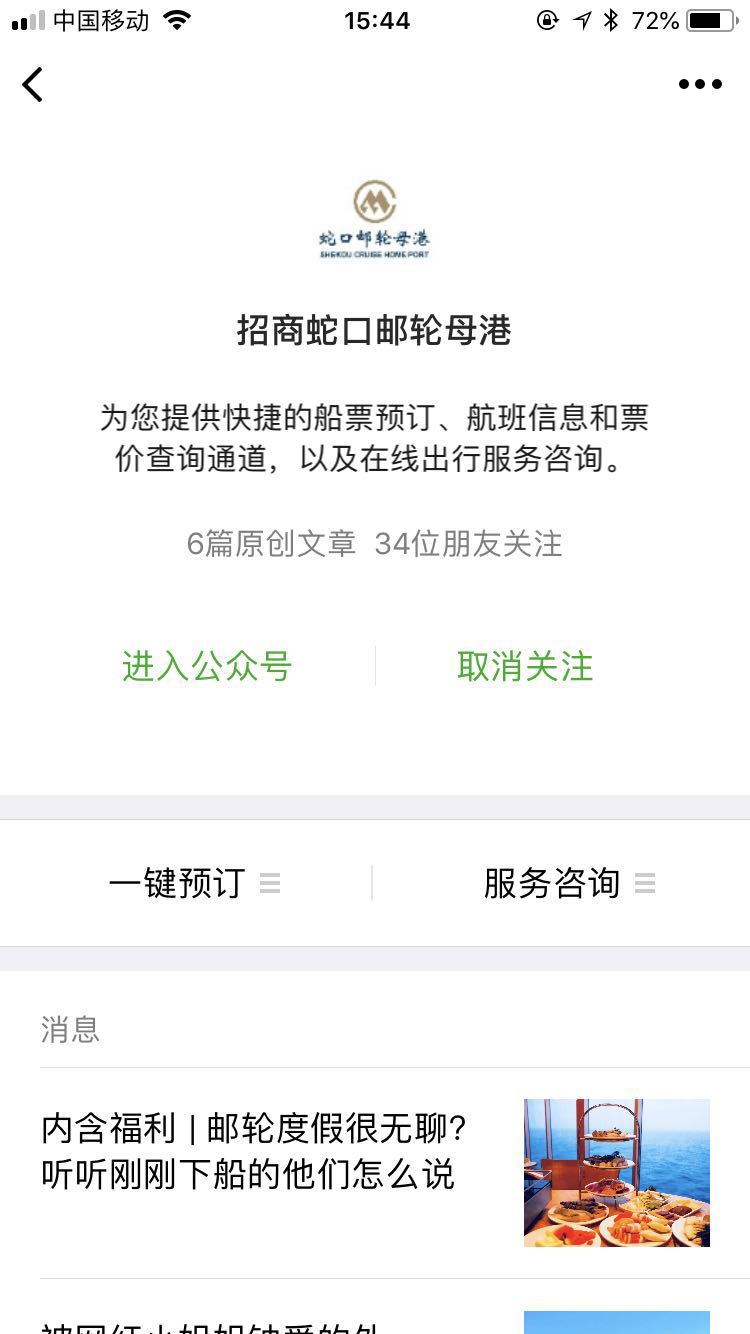 中国移动
15:44
72%
蛇口邮轮母港
SHEKOU CRUISE HOME PORT
招商蛇口邮轮母港
为您提供快捷的船票预订、航班信息和票
价查询通道，以及在线出行服务咨询。
6篇原创文章 34位朋友关注
进入公众号
取消关注
一键预订
服务咨询
消息
内含福利 | 邮轮度假很无聊?
听听刚刚下船的他们怎么说